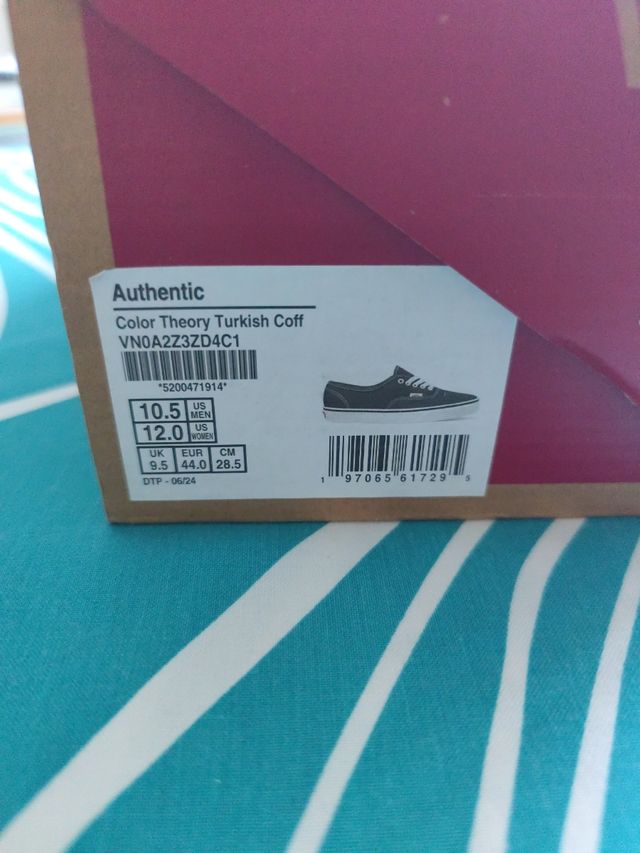 Authentic
Color Theory Turkish Coff
VN0A2Z3ZD4C1
*5200471914*
10.5 US MEN
12.0 US WOMEN
UK 9.5 EUR 44.0 CM 28.5
DTP - 06/24
1 97065 61729 5